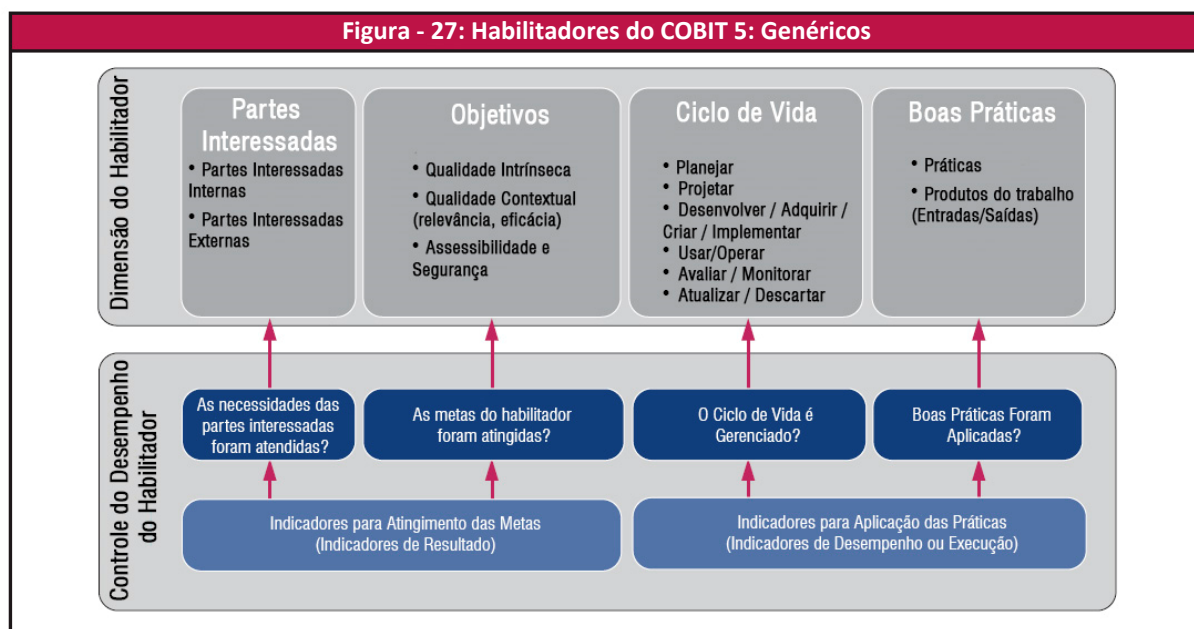 Figura - 27: Habilitadores do COBIT 5: Genéricos
Dimensão do Habilitador
Partes
Interessadas
• Partes Interessadas
Internas
• Partes Interessadas
Externas
Objetivos
• Qualidade Intrínseca
• Qualidade Contextual
(relevância, eficácia)
• Assessibilidade e
Segurança
Ciclo de Vida
• Planejar
• Projetar
• Desenvolver / Adquirir /
Criar / Implementar
• Usar/Operar
• Avaliar / Monitorar
• Atualizar / Descartar
Boas Práticas
• Práticas
• Produtos do trabalho
(Entradas/Saídas)
Controle do Desempenho
do Habilitador
As necessidades das
partes interessadas
foram atendidas?
As metas do habilitador
foram atingidas?
O Ciclo de Vida é
Gerenciado?
Boas Práticas Foram
Aplicadas?
Indicadores para Atingimento das Metas
(Indicadores de Resultado)
Indicadores para Aplicação das Práticas
(Indicadores de Desempenho ou Execução)